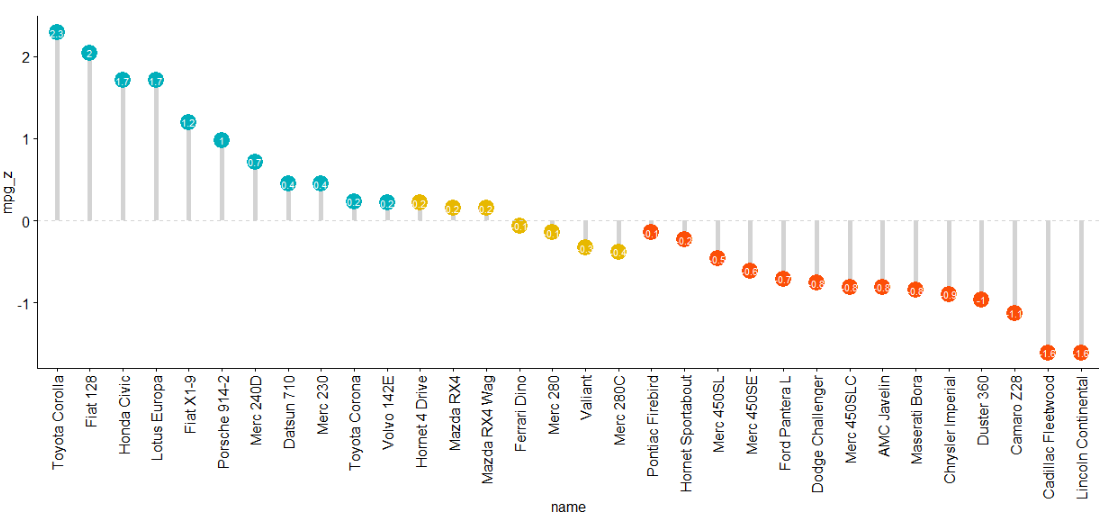 2
1
0
-1
mpg_z
2.3
2
1.7
1.7
1.2
1
0.7
0.4
0.4
0.2
0.2
0.2
0.2
0.2
-0.1
-0.1
-0.3
-0.4
-0.1
-0.2
-0.5
-0.6
-0.7
-0.8
-0.8
-0.8
-0.8
-0.9
-1
-1.1
-1.6
-1.6
Toyota Corolla
Fiat 128
Honda Civic
Lotus Europa
Fiat X1-9
Porsche 914-2
Merc 240D
Datsun 710
Merc 230
Toyota Corona
Volvo 142E
Hornet 4 Drive
Mazda RX4
Mazda RX4 Wag
Ferrari Dino
Merc 280
Valiant
Merc 280C
Pontiac Firebird
Hornet Sportabout
Merc 450SL
Merc 450SE
Ford Pantera L
Dodge Challenger
Merc 450SLC
AMC Javelin
Maserati Bora
Chrysler Imperial
Duster 360
Camaro Z28
Cadillac Fleetwood
Lincoln Continental
name